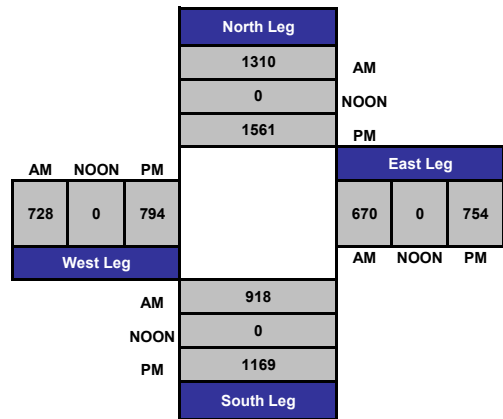 North Leg
1310 AM
0 NOON
1561 PM
AM NOON PM
East Leg
728 0 794
670 0 754
West Leg
AM NOON PM
AM 918
NOON 0
PM 1169
South Leg